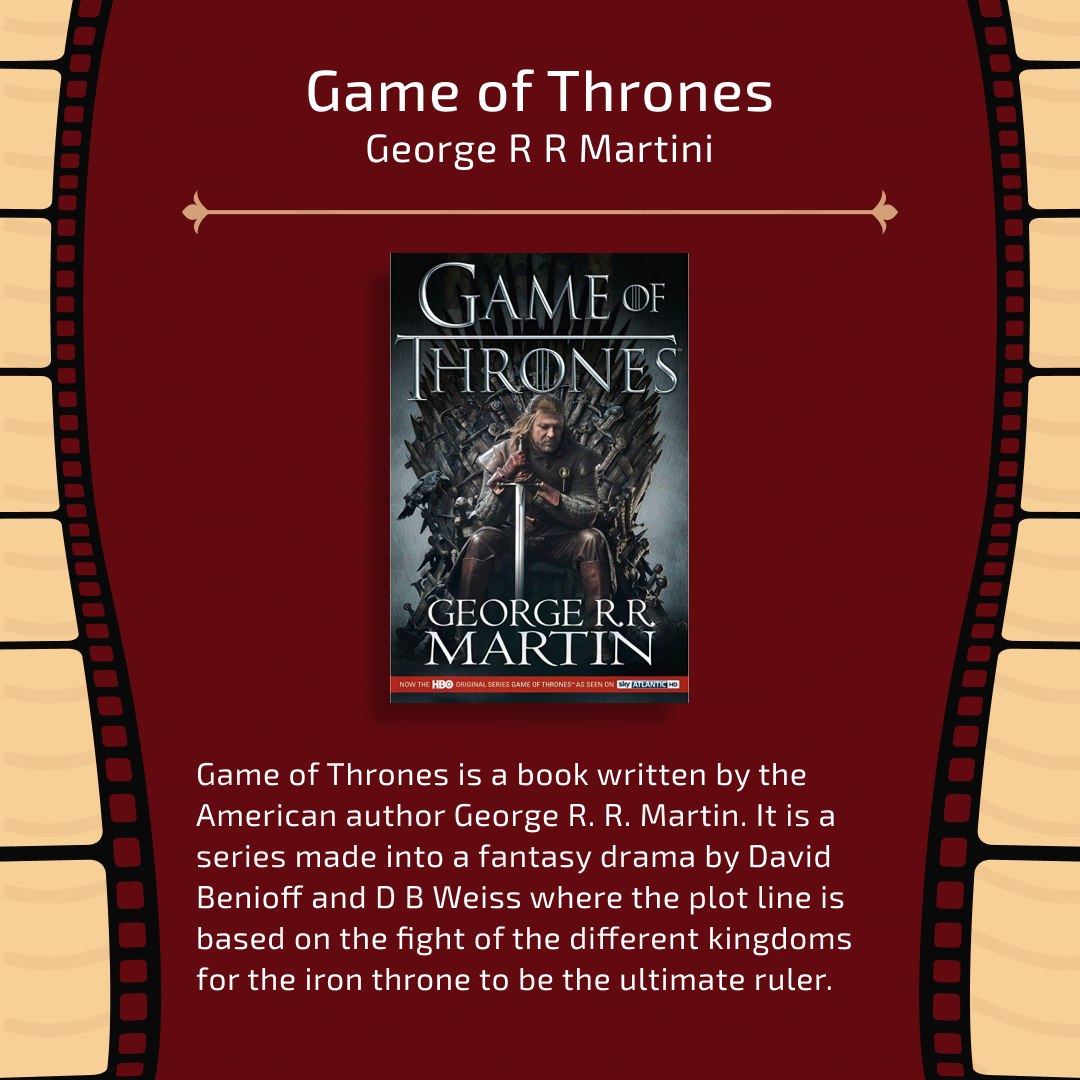 Game of Thrones
George R R Martini
GAME OF
THRONES
GEORGE R.R.
MARTIN
NOW THE HBO ORIGINAL SERIES GAME OF THRONES™ AS SEEN ON sky ATLANTIC HD
Game of Thrones is a book written by the
American author George R. R. Martin. It is a
series made into a fantasy drama by David
Benioff and D B Weiss where the plot line is
based on the fight of the different kingdoms
for the iron throne to be the ultimate ruler.